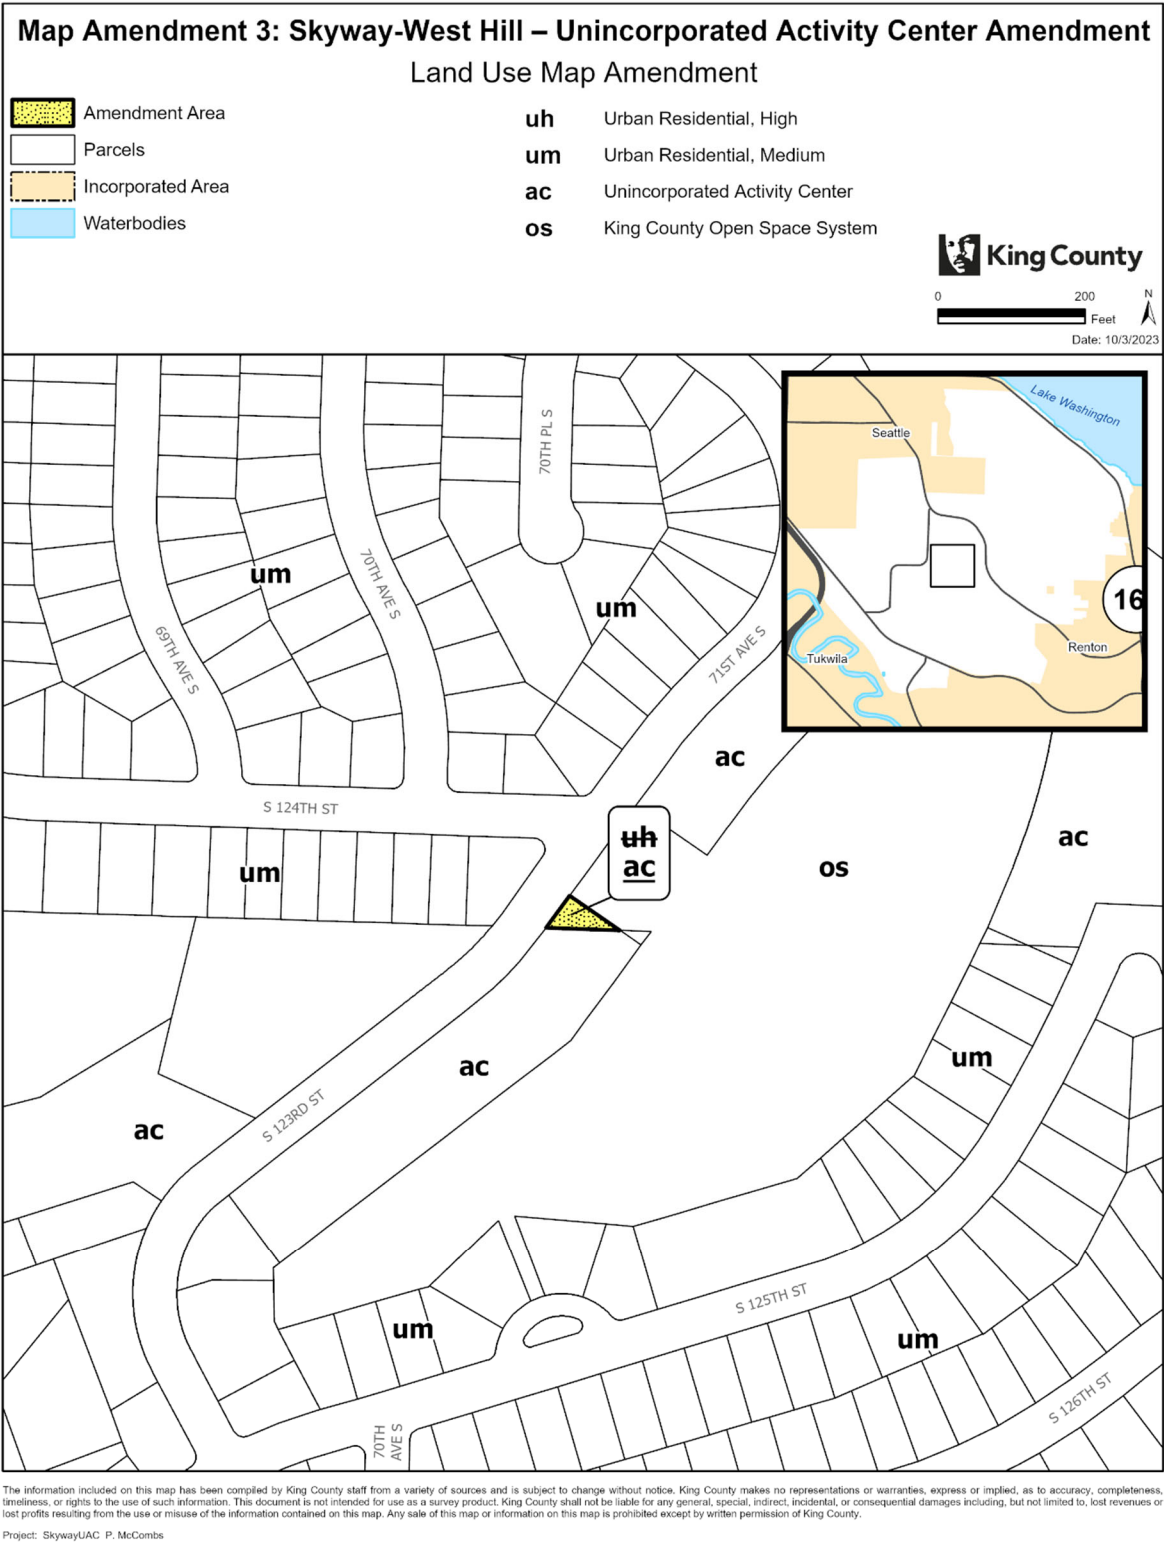 Map Amendment 3: Skyway-West Hill – Unincorporated Activity Center Amendment
Land Use Map Amendment
Amendment Area
Parcels
Incorporated Area
Waterbodies
uh Urban Residential, High
um Urban Residential, Medium
ac Unincorporated Activity Center
os King County Open Space System
King County
0 200
Feet
N
Date: 10/3/2023
Lake Washington
Seattle
16
Renton
Tukwila
70TH PL S
um
70TH AVE S
um
69TH AVE S
71ST AVE S
ac
S 124TH ST
uh
ac
ac
um
os
um
ac
S 123RD ST
ac
S 125TH ST
um
um
S 126TH ST
70TH
AVE S
The information included on this map has been compiled by King County staff from a variety of sources and is subject to change without notice. King County makes no representations or warranties, express or implied, as to accuracy, completeness,
timeliness, or rights to the use of such information. This document is not intended for use as a survey product. King County shall not be liable for any general, special, indirect, incidental, or consequential damages including, but not limited to, lost revenues or
lost profits resulting from the use or misuse of the information contained on this map. Any sale of this map or information on this map is prohibited except by written permission of King County.
Project: SkywayUAC P. McCombs